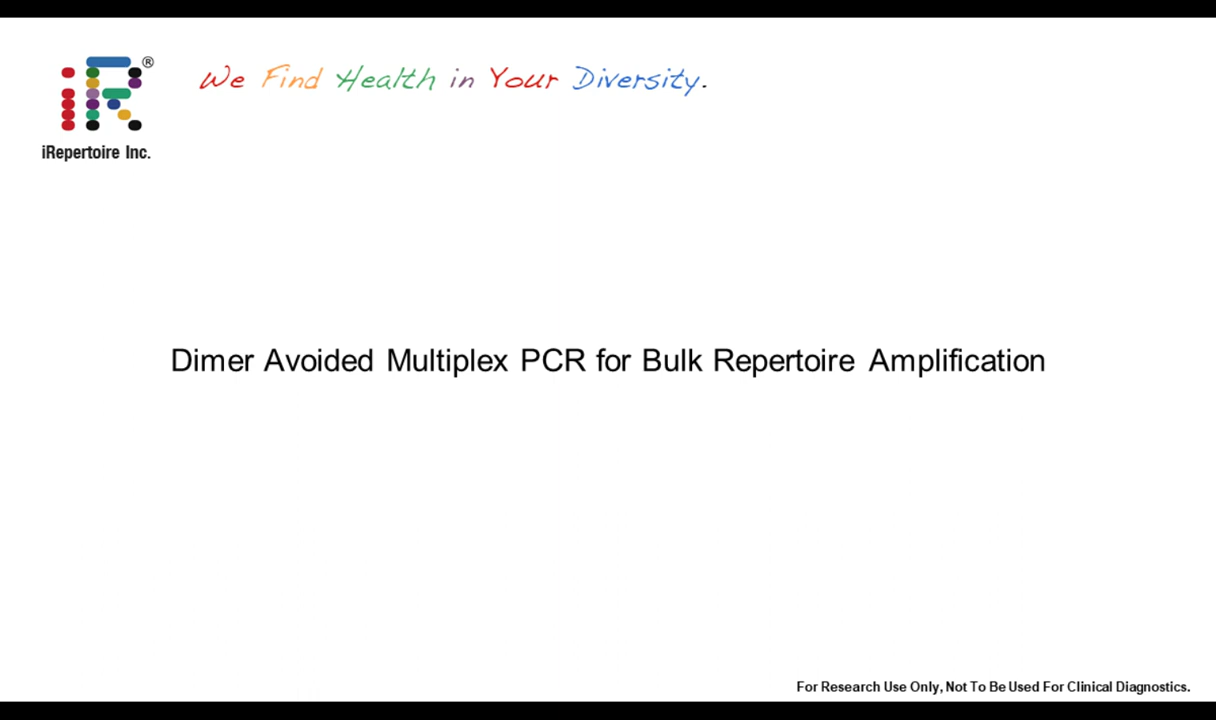 iR®
We Find Health in Your Diversity.
iRepertoire Inc.
Dimer Avoided Multiplex PCR for Bulk Repertoire Amplification
For Research Use Only, Not To Be Used For Clinical Diagnostics.